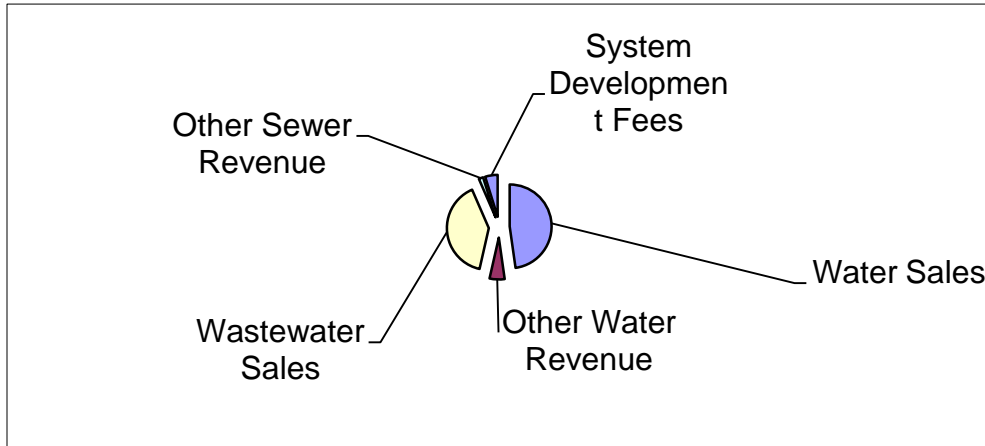 System
Developmen
t Fees
Other Sewer
Revenue
Water Sales
Other Water
Revenue
Wastewater
Sales